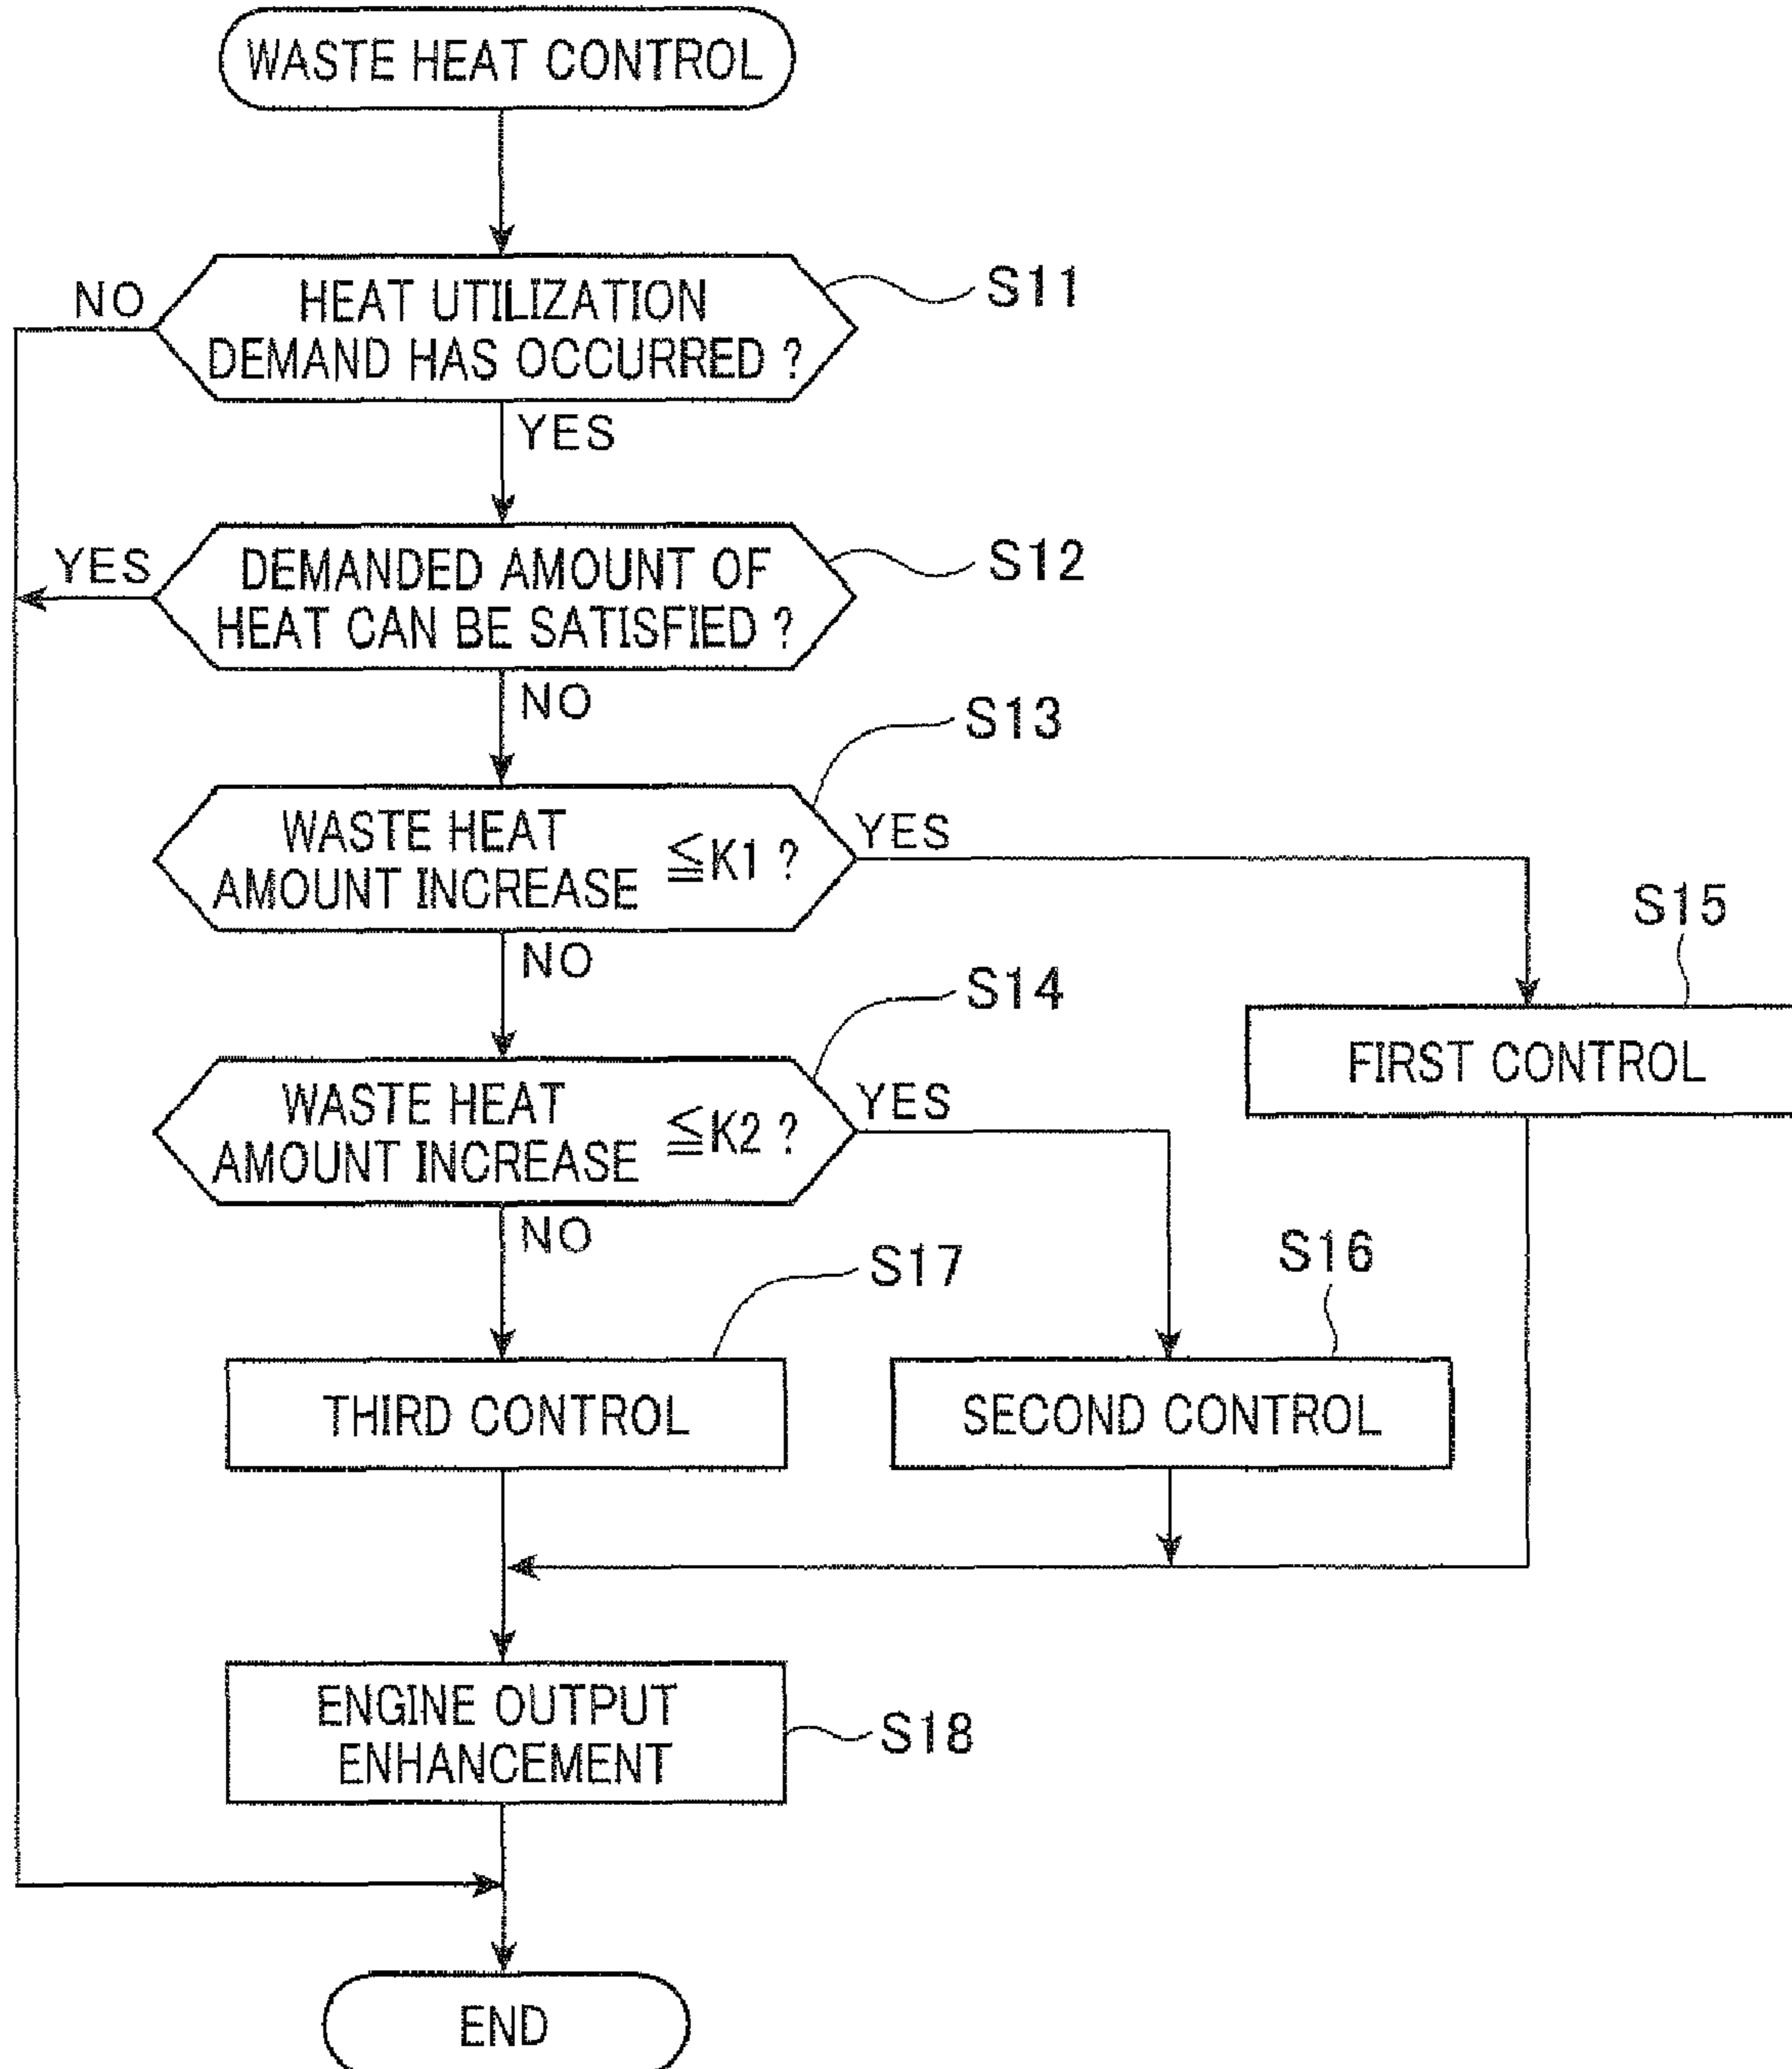 WASTE HEAT CONTROL
NO
HEAT UTILIZATION
DEMAND HAS OCCURRED ?
S11
YES
YES
DEMANDED AMOUNT OF
HEAT CAN BE SATISFIED ?
S12
NO
S13
WASTE HEAT
AMOUNT INCREASE ≦K1 ?
YES
NO
S15
FIRST CONTROL
S14
WASTE HEAT
AMOUNT INCREASE ≦K2 ?
YES
NO
S17
S16
THIRD CONTROL
SECOND CONTROL
ENGINE OUTPUT
ENHANCEMENT
S18
END